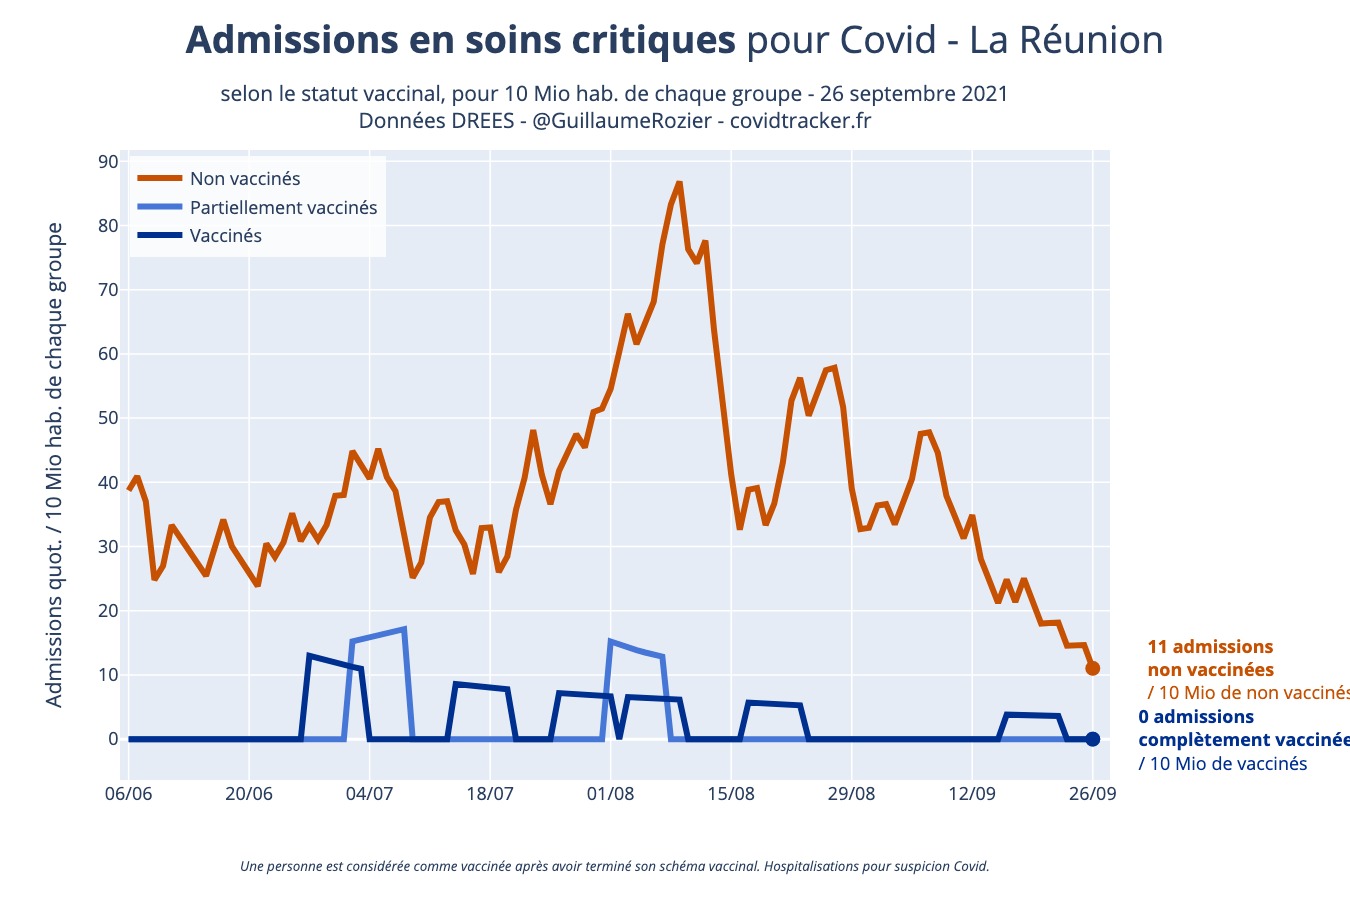 Admissions en soins critiques pour Covid - La Réunion
selon le statut vaccinal, pour 10 Mio hab. de chaque groupe - 26 septembre 2021
Données DREES - @GuillaumeRozier - covidtracker.fr
Non vaccinés
Partiellement vaccinés
Vaccinés
Admissions quot. / 10 Mio hab. de chaque groupe
90
80
70
60
50
40
30
20
10
0
06/06
20/06
04/07
18/07
01/08
15/08
29/08
12/09
26/09
11 admissions
non vaccinées
/ 10 Mio de non vaccinés
0 admissions
complètement vaccinée
/ 10 Mio de vaccinés
Une personne est considérée comme vaccinée après avoir terminé son schéma vaccinal. Hospitalisations pour suspicion Covid.